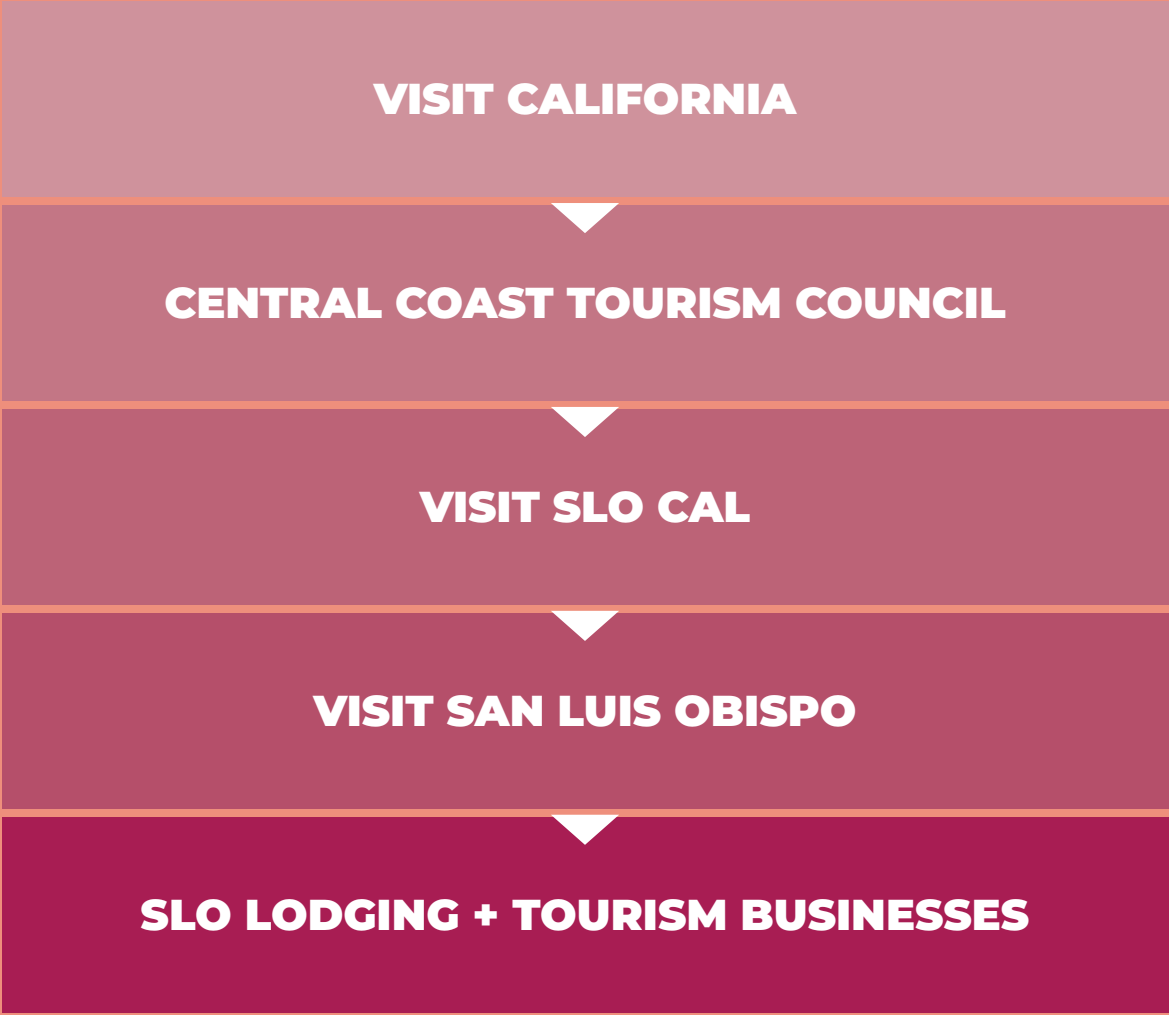 VISIT CALIFORNIA
CENTRAL COAST TOURISM COUNCIL
VISIT SLO CAL
VISIT SAN LUIS OBISPO
SLO LODGING + TOURISM BUSINESSES